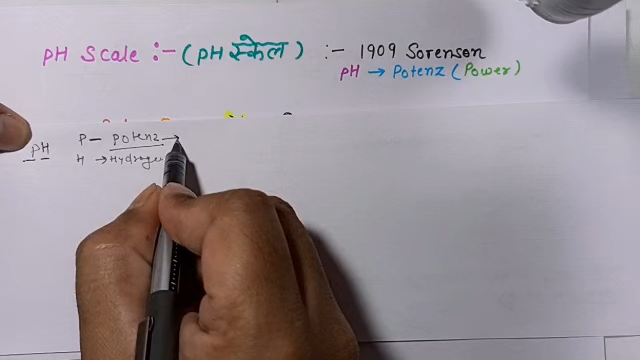 pH Scale :- (pH स्केल) :- 1909 Sorenson
pH → Potenz (Power)
pH P - Potenz →
H → Hydrogen